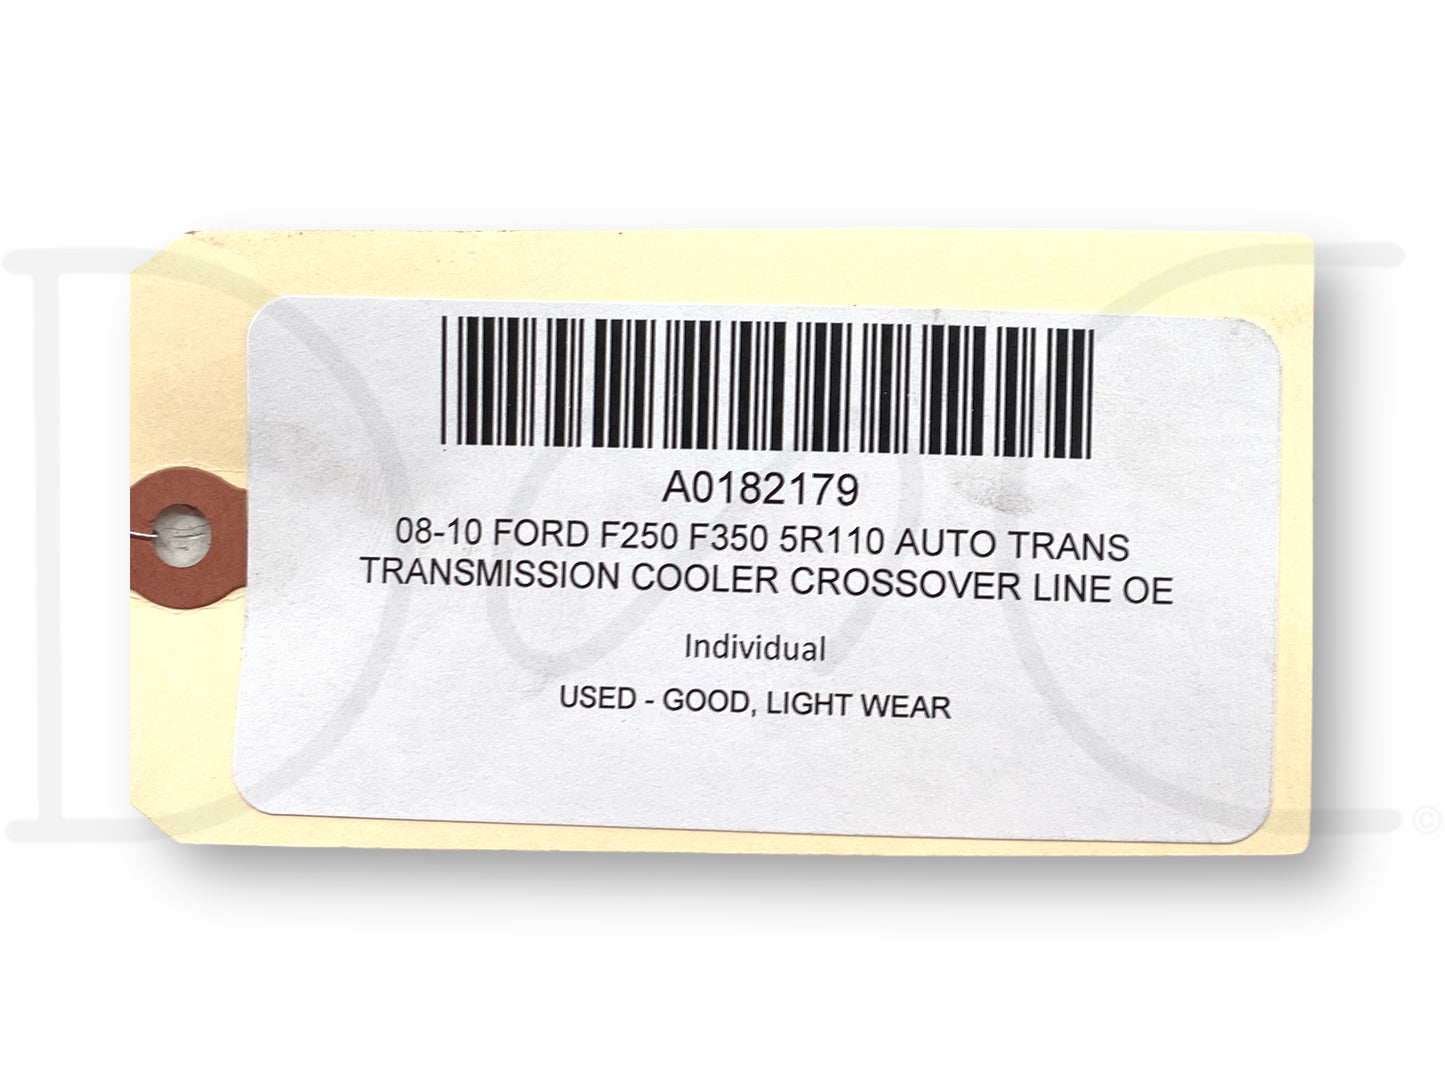 A0182179
08-10 FORD F250 F350 5R110 AUTO TRANS
TRANSMISSION COOLER CROSSOVER LINE OE
Individual
USED - GOOD, LIGHT WEAR
©